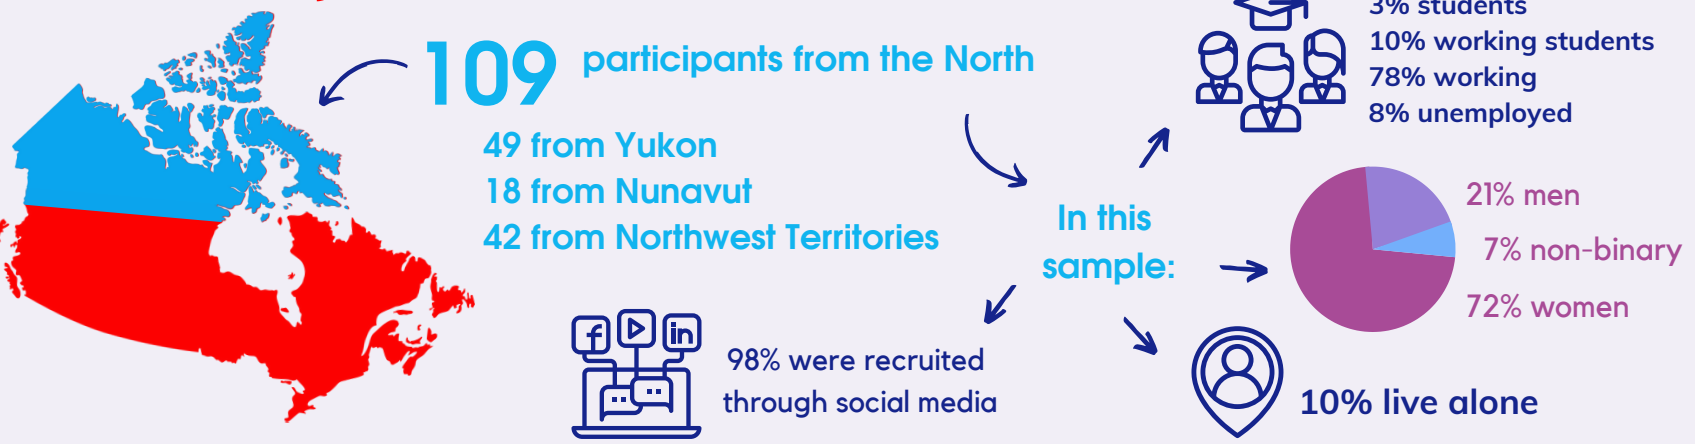 109 participants from the North
49 from Yukon
18 from Nunavut
42 from Northwest Territories
In this
sample:
3% students
10% working students
78% working
8% unemployed
21% men
7% non-binary
72% women
10% live alone
f
in
98% were recruited
through social media